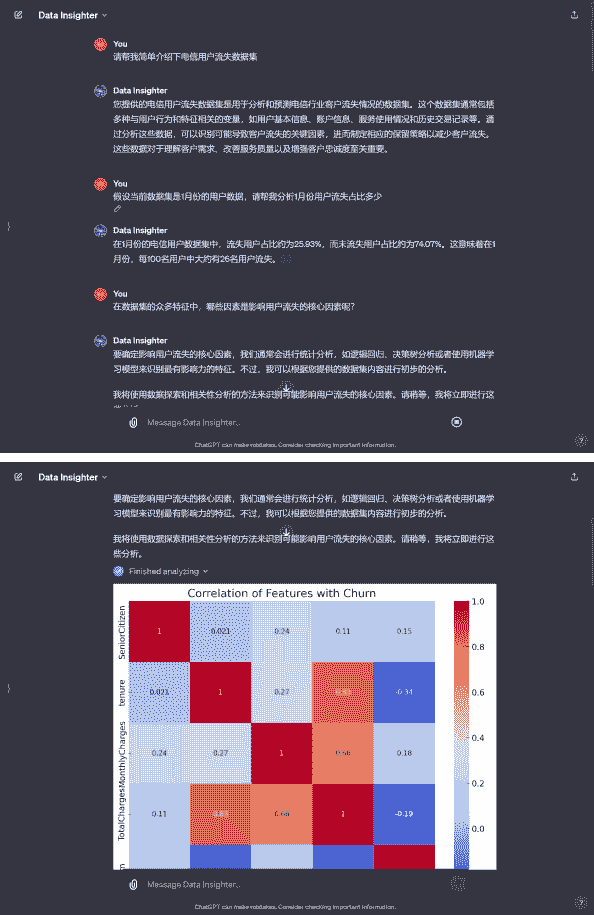 Data Insighter
You
请帮我简单介绍下电信用户流失数据集
Data Insighter
您提供的电信用户流失数据集是用于分析和预测电信行业客户流失情况的数据集。这个数据集通常包括
多种与用户行为和特征相关的变量，如用户基本信息、账户信息、服务使用情况和历史交易记录等。通
过分析这些数据，可以识别可能导致客户流失的关键因素，进而制定相应的保留策略以减少客户流失。
这些数据对于理解客户需求、改善服务质量以及增强客户忠诚度至关重要。
You
假设当前数据集是1月份的用户数据，请帮我分析1月份用户流失占比多少
Data Insighter
在1月份的电信用户数据集中，流失用户占比约为25.93%，而未流失用户占比约为74.07%。这意味着在1
月份，每100名用户中大约有26名用户流失。
You
在数据集的众多特征中，哪些因素是影响用户流失的核心因素呢？
Data Insighter
要确定影响用户流失的核心因素，我们通常会进行统计分析，如逻辑回归、决策树分析或者使用机器学
习模型来识别最有影响力的特征。不过，我可以根据您提供的数据集内容进行初步的分析。
我将使用数据探索和相关性分析的方法来识别可能影响用户流失的核心因素。请稍等，我将立即进行这
Message Data Insighter..
ChatGPT can make mistakes. Consider checking important information.
?
Data Insighter
要确定影响用户流失的核心因素，我们通常会进行统计分析，如逻辑回归、决策树分析或者使用机器学
习模型来识别最有影响力的特征。不过，我可以根据您提供的数据集内容进行初步的分析。
我将使用数据探索和相关性分析的方法来识别可能影响用户流失的核心因素。请稍等，我将立即进行这
些分析。
Finished analyzing
Correlation of Features with Churn
SeniorCitizen 1 0.021 0.24 0.11 0.15
tenure 0.021 1 0.27 -0.34
MonthlyCharges 0.24 0.27 1 0.66 0.18
TotalCharges 0.11 0.66 1 -0.19
1.0
0.8
0.6
0.4
0.2
0.0
Message Data Insighter..
ChatGPT can make mistakes. Consider checking important information.
?